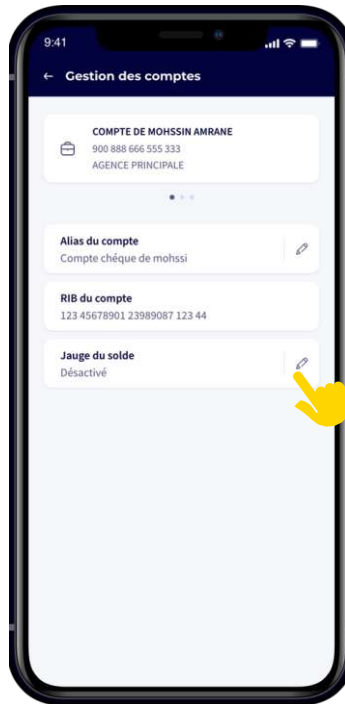 9:41
← Gestion des comptes
COMPTE DE MOHSSIN AMRANE
900 888 666 555 333
AGENCE PRINCIPALE
Alias du compte
Compte chéque de mohssi
RIB du compte
123 45678901 23989087 123 44
Jauge du solde
Désactivé